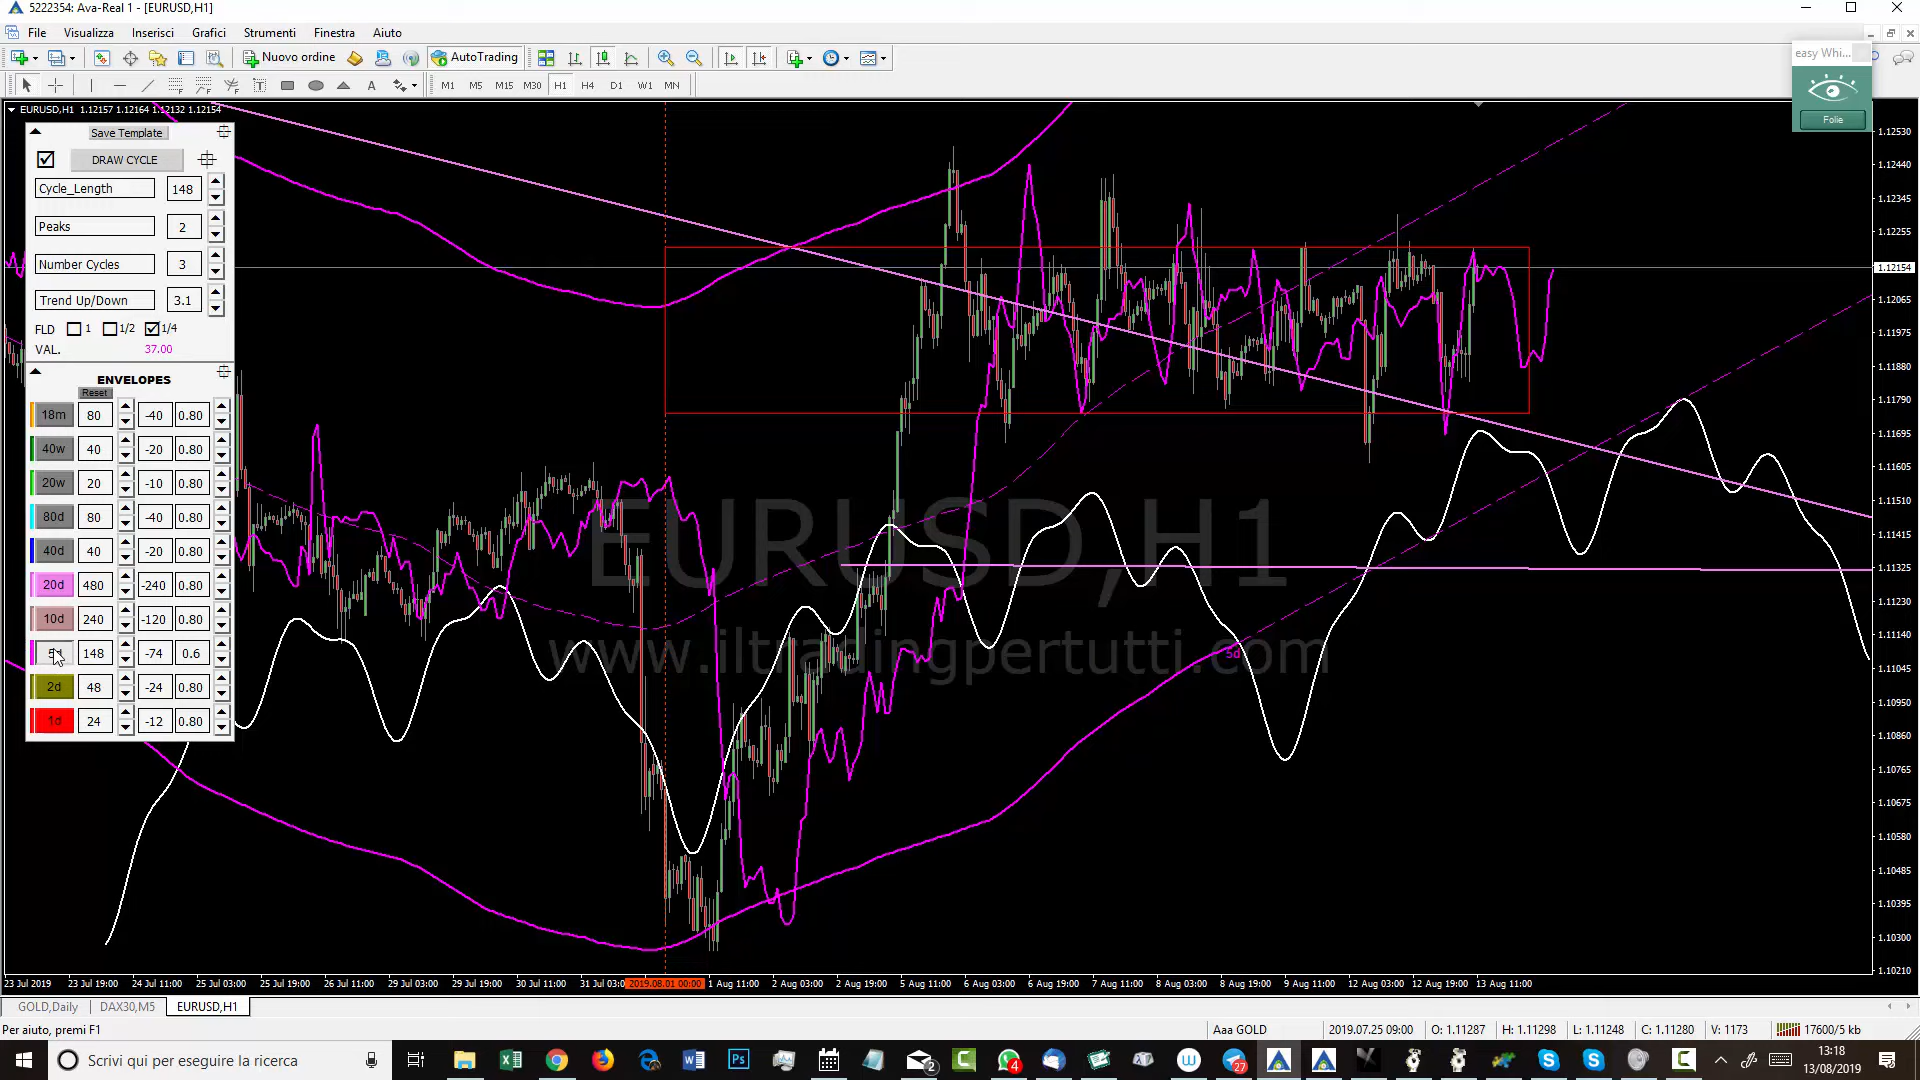 5222354: Ava-Real 1 - [EURUSD,H1]
File Visualizza Inserisci Grafici Strumenti Finestra Aiuto
Nuovo ordine AutoTrading
easy Whi...
Folie
A T M1 M5 M15 M30 H1 H4 D1 W1 MN
EURUSD,H1 1.12157 1.12164 1.12132 1.12154
Save Template
DRAW CYCLE
Cycle_Length 148
Peaks 2
Number Cycles 3
Trend Up/Down 3.1
FLD 1 1/2 1/4
VAL. 37.00
ENVELOPES
Reset
18m 80 -40 0.80
40w 40 -20 0.80
20w 20 -10 0.80
80d 80 -40 0.80
40d 40 -20 0.80
20d 480 -240 0.80
10d 240 -120 0.80
148 -74 0.6
2d 48 -24 0.80
1d 24 -12 0.80
EURUSD,H1
www.iltradingpertutti.com
5d
1.12530
1.12440
1.12345
1.12255
1.12154
1.12065
1.11975
1.11880
1.11790
1.11695
1.11605
1.11510
1.11415
1.11325
1.11230
1.11140
1.11045
1.10950
1.10860
1.10765
1.10675
1.10580
1.10485
1.10395
1.10300
1.10210
23 Jul 2019 23 Jul 19:00 24 Jul 11:00 25 Jul 03:00 25 Jul 19:00 26 Jul 11:00 29 Jul 03:00 29 Jul 19:00 30 Jul 11:00 31 Jul 03:0 2019.08.01 00:00 1 Aug 11:00 2 Aug 03:00 2 Aug 19:00 5 Aug 11:00 6 Aug 03:00 6 Aug 19:00 7 Aug 11:00 8 Aug 03:00 8 Aug 19:00 9 Aug 11:00 12 Aug 03:00 12 Aug 19:00 13 Aug 11:00
GOLD,Daily DAX30,M5 EURUSD,H1
Per aiuto, premi F1 Aaa GOLD 2019.07.25 09:00 O: 1.11287 H: 1.11298 L: 1.11248 C: 1.11280 V: 1173 17600/5 kb
Scrivi qui per eseguire la ricerca 2 4 27 13:18
13/08/2019